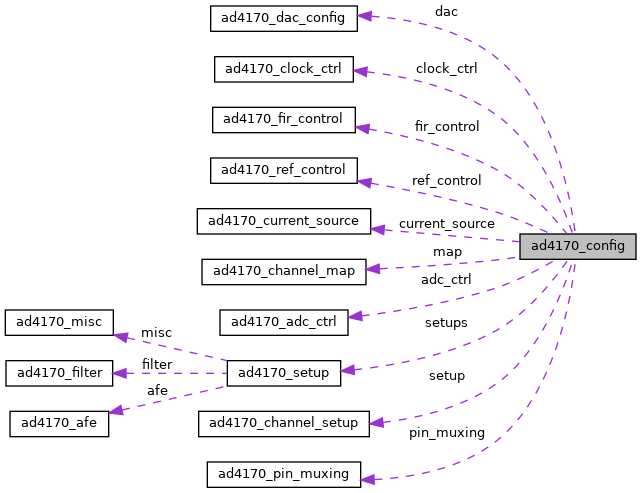 dac
ad4170_dac_config
clock_ctrl
ad4170_clock_ctrl
fir_control
ad4170_fir_control
ref_control
ad4170_ref_control
current_source
ad4170_current_source
ad4170_config
map
ad4170_channel_map
adc_ctrl
ad4170_misc
misc
ad4170_adc_ctrl
setups
filter
ad4170_filter
ad4170_setup
setup
afe
ad4170_afe
ad4170_channel_setup
pin_muxing
ad4170_pin_muxing